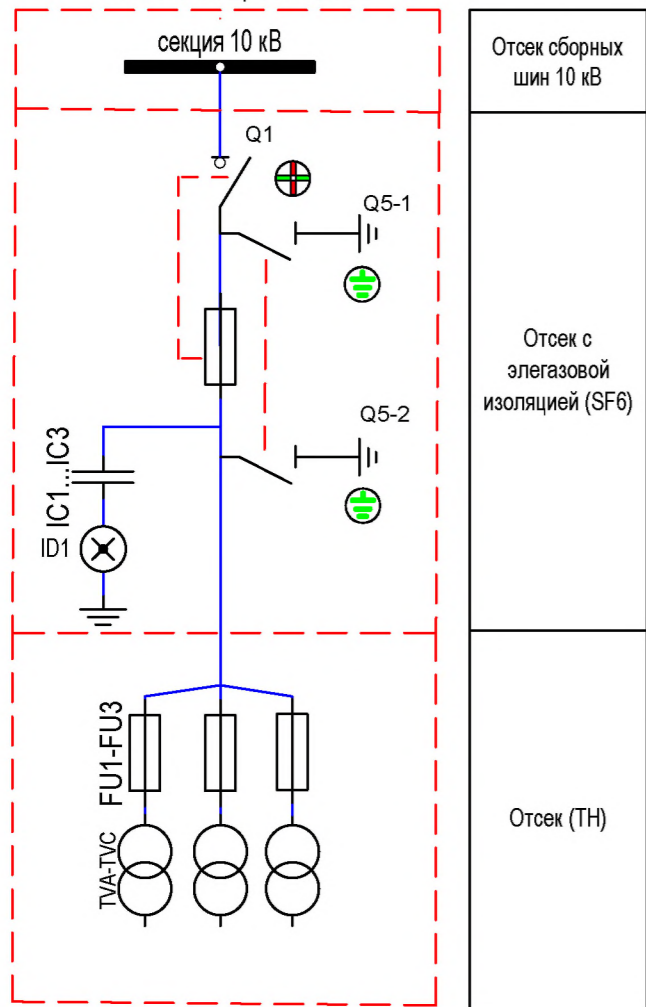 секция 10 кВ
Отсек сборных
шин 10 кВ
Q1
Q5-1
Отсек с
элегазовой
изоляцией (SF6)
Q5-2
IC1...IC3
ID1
FU1-FU3
TVA-TVC
Отсек (ТН)